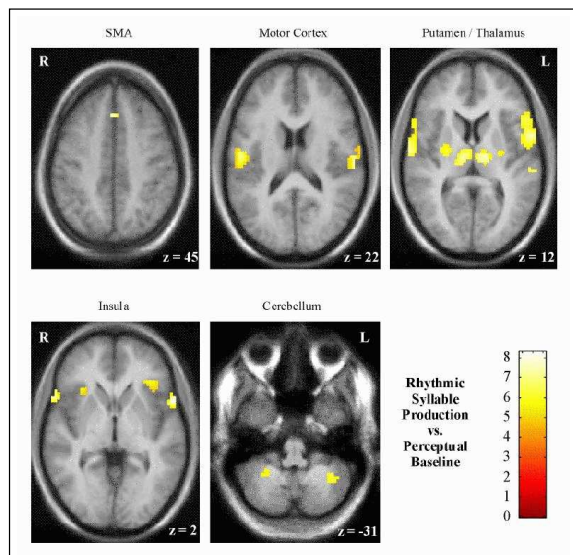 SMA
Motor Cortex
Putamen / Thalamus
R
L
z = 45
z = 22
z = 12
Insula
Cerebellum
R
L
z = 2
z = -31
Rhythmic
Syllable
Production
vs.
Perceptual
Baseline
8
7
6
5
4
3
2
1
0